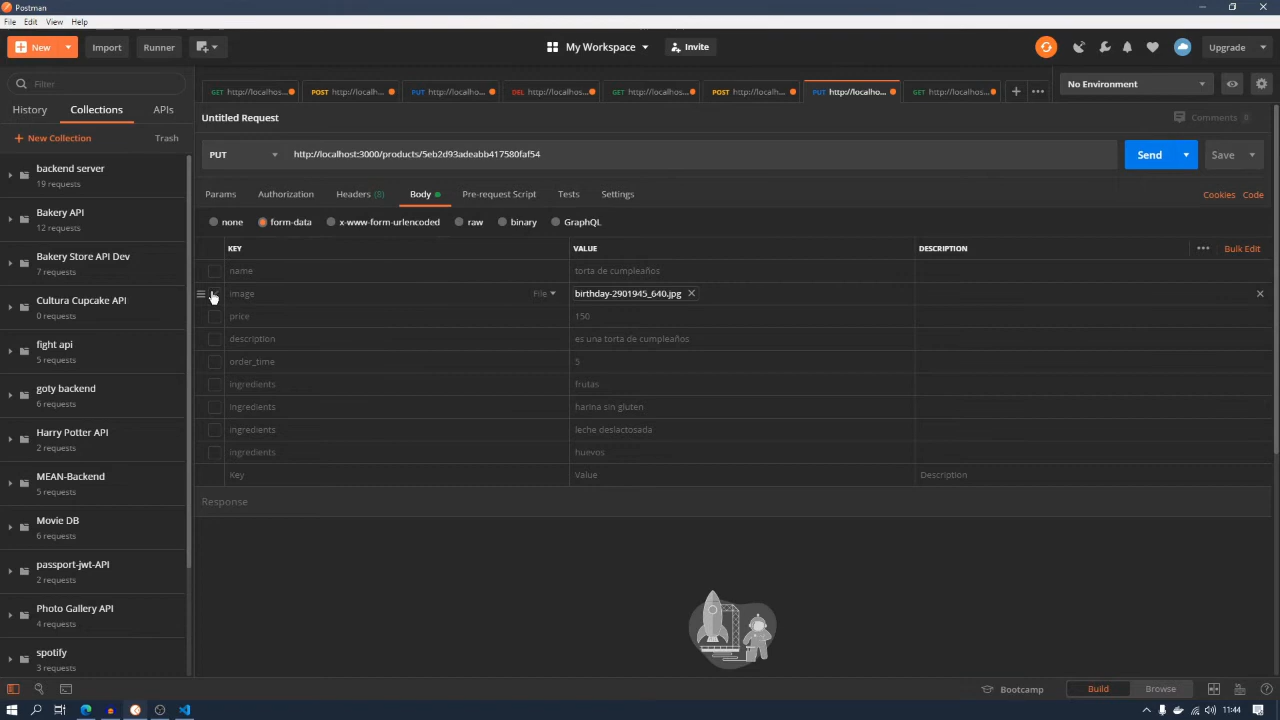 Postman
File Edit View Help
New Import Runner My Workspace Invite Upgrade
Filter
History Collections APIs
New Collection Trash
backend server
19 requests
Bakery API
12 requests
Bakery Store API Dev
7 requests
Cultura Cupcake API
0 requests
fight api
5 requests
goty backend
6 requests
Harry Potter API
2 requests
MEAN-Backend
5 requests
Movie DB
6 requests
passport-jwt-API
2 requests
Photo Gallery API
4 requests
spotify
3 requests
GET http://localhos... POST http://localh... PUT http://localhos... DEL http://localhos... GET http://localhos... POST http://localh... PUT http://localho... GET http://localhos... No Environment
Untitled Request Comments 0
PUT http://localhost:3000/products/5eb2d93adeabb417580faf54 Send Save
Params Authorization Headers (8) Body Pre-request Script Tests Settings Cookies Code
none form-data x-www-form-urlencoded raw binary GraphQL
KEY VALUE DESCRIPTION Bulk Edit
name torta de cumpleaños
image File birthday-2901945_640.jpg
price 150
description es una torta de cumpleaños
order_time 5
ingredients frutas
ingredients harina sin gluten
ingredients leche deslactosada
ingredients huevos
Key Value Description
Response
Bootcamp Build Browse
11:44